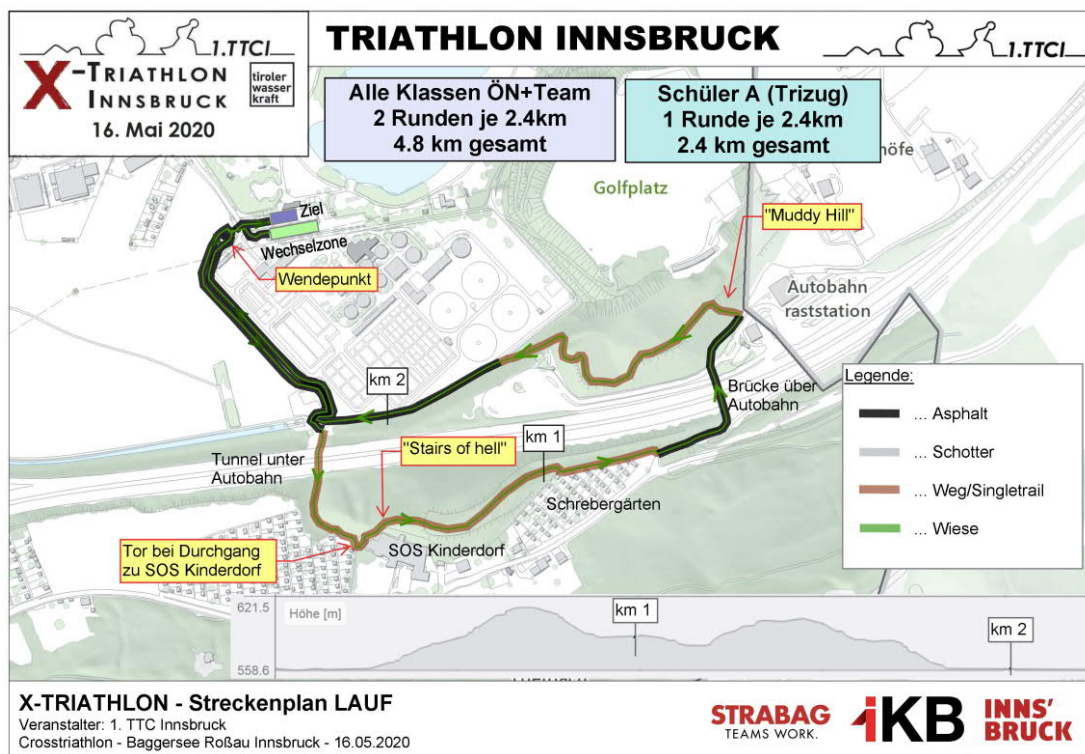 TRIATHLON INNSBRUCK
1.TTCI
X-TRIATHLON
INNSBRUCK
tiroler
wasser
kraft
16. Mai 2020
1.TTCI
Alle Klassen ÖN+Team
2 Runden je 2.4km
4.8 km gesamt
Schüler A (Trizug)
1 Runde je 2.4km
2.4 km gesamt
höfe
Golfplatz
"Muddy Hill"
Ziel
Wechselzone
Wendepunkt
Autobahn
raststation
km 2
Brücke über
Autobahn
Legende:
... Asphalt
... Schotter
... Weg/Singletrail
... Wiese
"Stairs of hell"
km 1
Tunnel unter
Autobahn
Schrebergärten
Tor bei Durchgang
zu SOS Kinderdorf
SOS Kinderdorf
621.5
Höhe [m]
km 1
km 2
558.6
X-TRIATHLON - Streckenplan LAUF
Veranstalter: 1. TTC Innsbruck
Crosstriathlon - Baggersee Roßau Innsbruck - 16.05.2020
STRABAG
TEAMS WORK.
iKB
INNS'
BRUCK